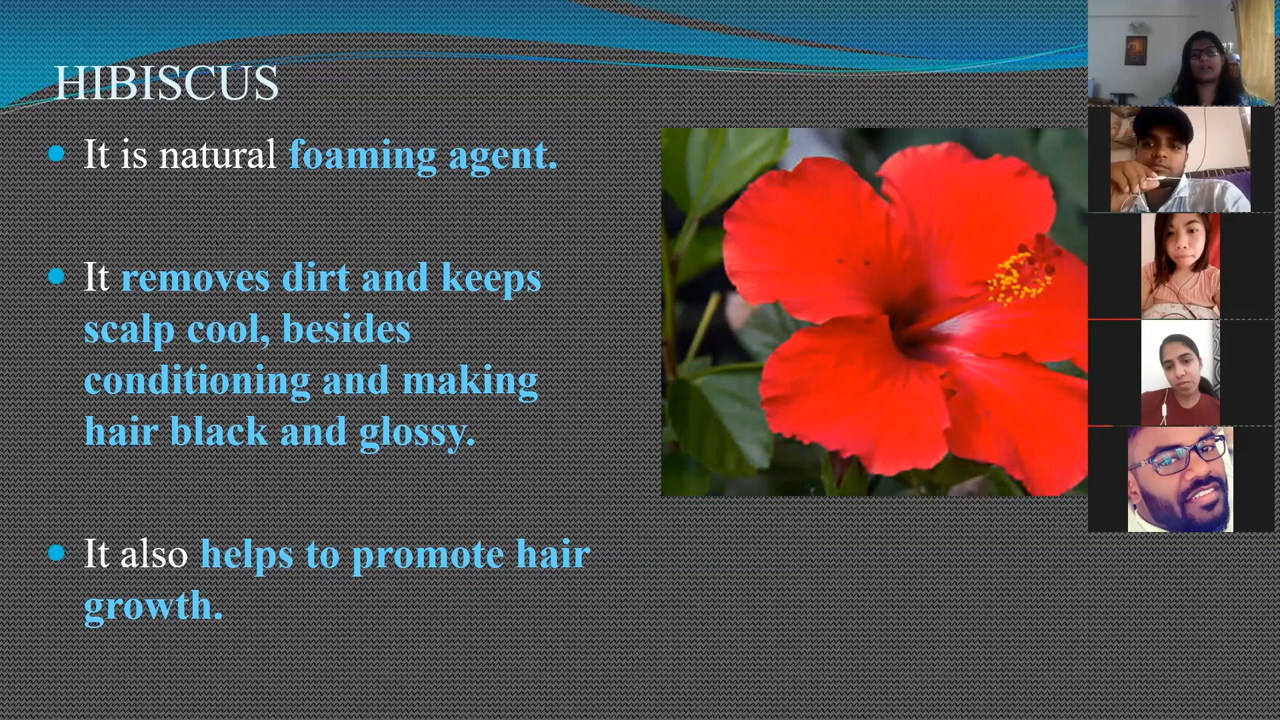 HIBISCUS
It is natural foaming agent.
It removes dirt and keeps
scalp cool, besides
conditioning and making
hair black and glossy.
It also helps to promote hair
growth.